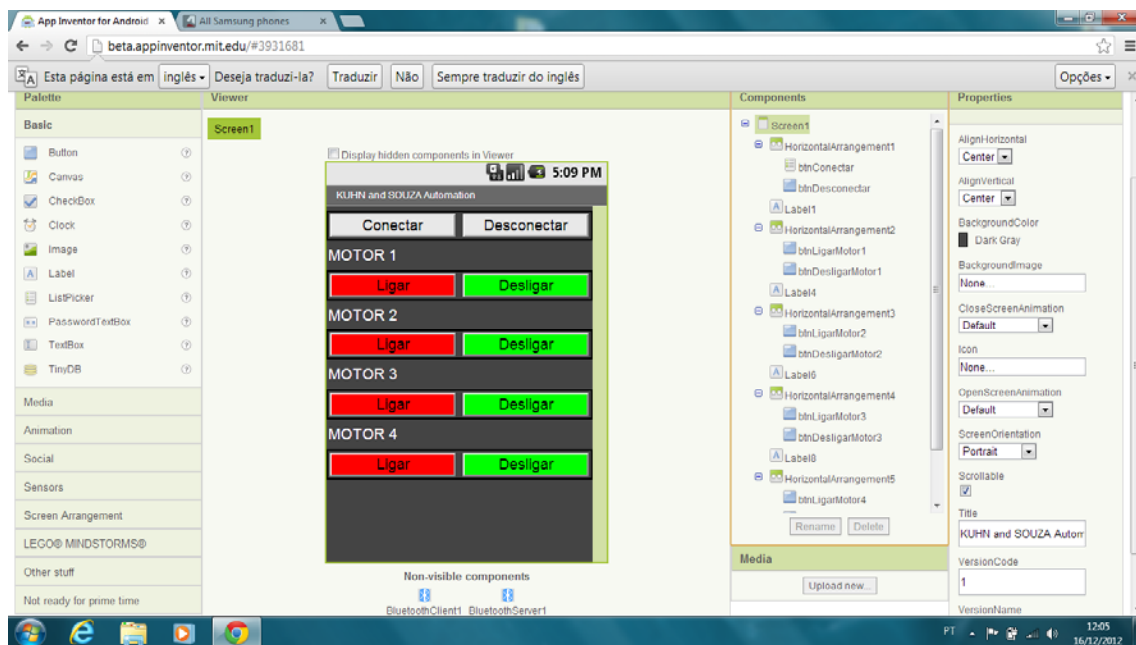 App Inventor for Android
All Samsung phones
beta.appinventor.mit.edu/#3931681
Esta página está em inglês Deseja traduzi-la? Traduzir Não Sempre traduzir do inglês Opções
Palette
Basic
Button
Canvas
CheckBox
Clock
Image
Label
ListPicker
PasswordTextBox
TextBox
TinyDB
Media
Animation
Social
Sensors
Screen Arrangement
LEGO® MINDSTORMS®
Other stuff
Not ready for prime time
Viewer
Screen1
Display hidden components in Viewer
5:09 PM
KUHN and SOUZA Automation
Conectar Desconectar
MOTOR 1
Ligar Desligar
MOTOR 2
Ligar Desligar
MOTOR 3
Ligar Desligar
MOTOR 4
Ligar Desligar
Non-visible components
BluetoothClient1 BluetoothServer1
Components
Screen1
HorizontalArrangement1
btnConectar
btnDesconectar
Label1
HorizontalArrangement2
btnLigarMotor1
btnDesligarMotor1
Label4
HorizontalArrangement3
btnLigarMotor2
btnDesligarMotor2
Label6
HorizontalArrangement4
btnLigarMotor3
btnDesligarMotor3
Label8
HorizontalArrangement5
btnLigarMotor4
Rename Delete
Media
Upload new...
Properties
AlignHorizontal
Center
AlignVertical
Center
BackgroundColor
Dark Gray
BackgroundImage
None...
CloseScreenAnimation
Default
Icon
None...
OpenScreenAnimation
Default
ScreenOrientation
Portrait
Scrollable
Title
KUHN and SOUZA Autom
VersionCode
1
VersionName
PT
12:05
16/12/2012